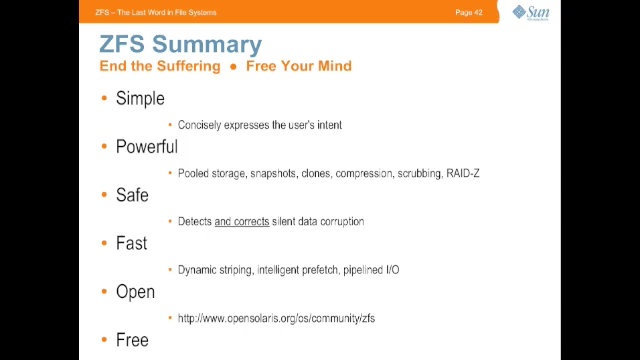 ZFS – The Last Word in File Systems
Page 42
Sun
ZFS Summary
End the Suffering ● Free Your Mind
• Simple
• Concisely expresses the user's intent
• Powerful
• Pooled storage, snapshots, clones, compression, scrubbing, RAID-Z
• Safe
• Detects and corrects silent data corruption
• Fast
• Dynamic striping, intelligent prefetch, pipelined I/O
• Open
• http://www.opensolaris.org/os/community/zfs
• Free